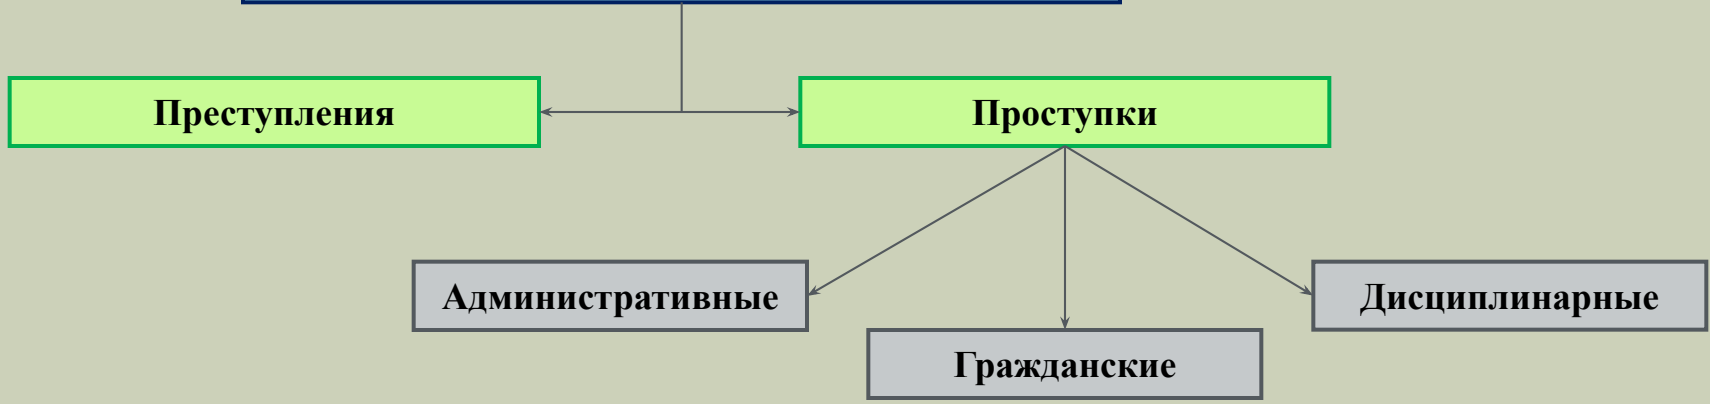 Преступления
Проступки
Административные
Дисциплинарные
Гражданские